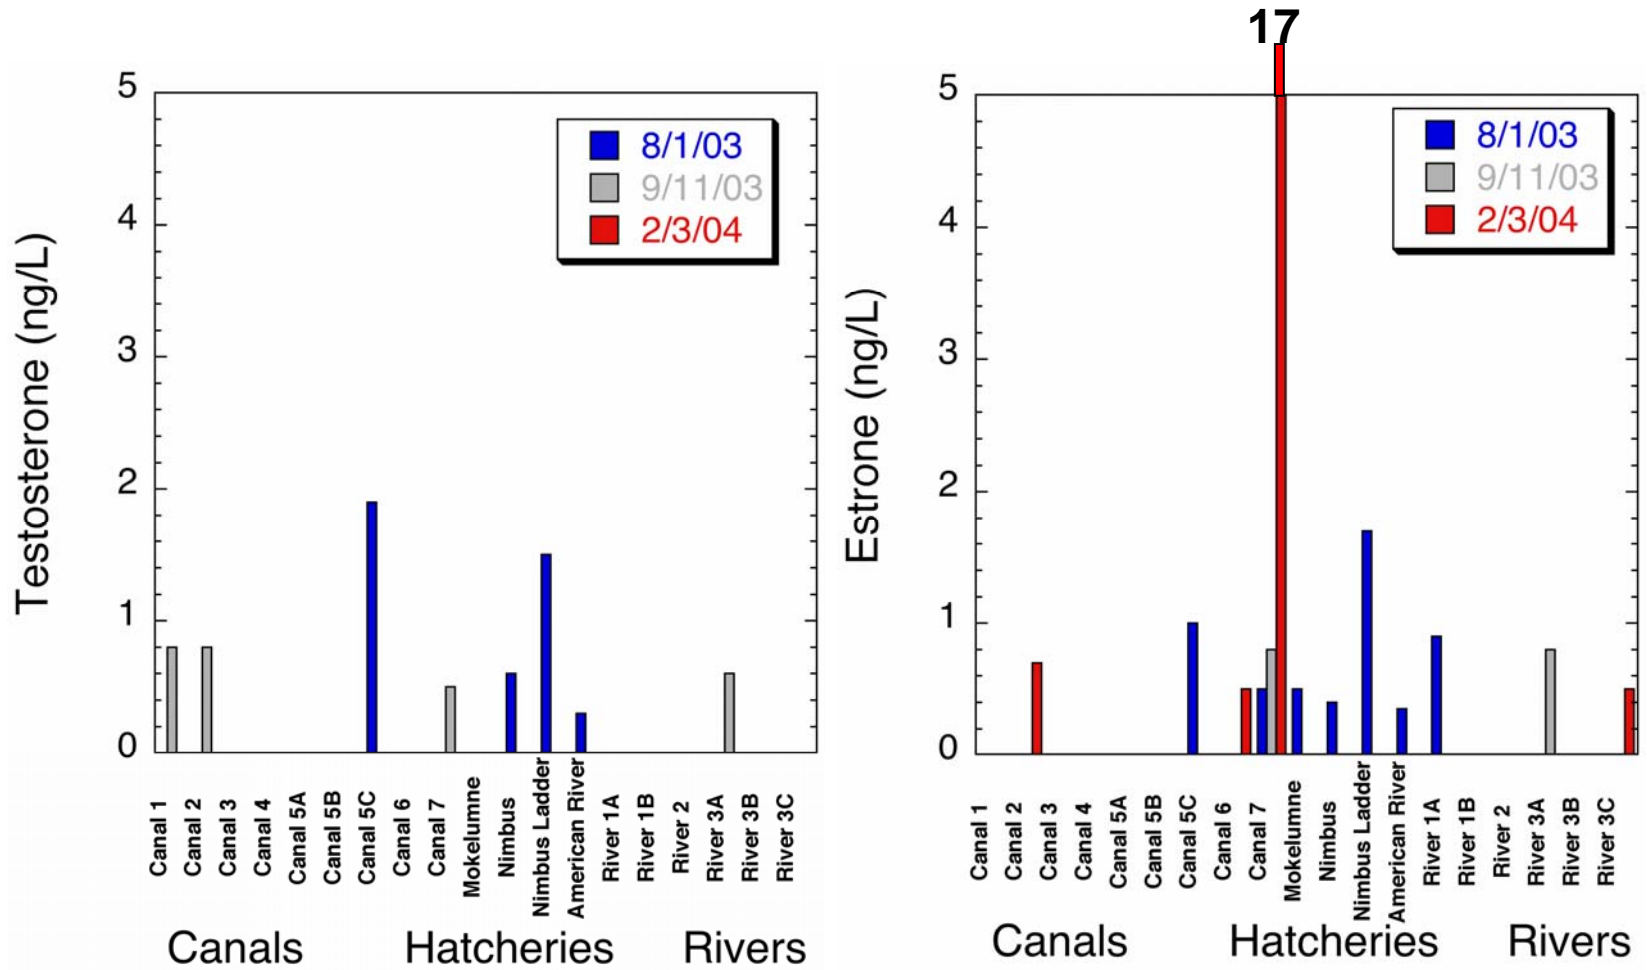 17
5
4
3
2
1
0
Testosterone (ng/L)
8/1/03
9/11/03
2/3/04
Canal 1
Canal 2
Canal 3
Canal 4
Canal 5A
Canal 5B
Canal 5C
Canal 6
Canal 7
Mokelumne
Nimbus
Nimbus Ladder
American River
River 1A
River 1B
River 2
River 3A
River 3B
River 3C
Canals Hatcheries Rivers
5
4
3
2
1
0
Estrone (ng/L)
8/1/03
9/11/03
2/3/04
Canal 1
Canal 2
Canal 3
Canal 4
Canal 5A
Canal 5B
Canal 5C
Canal 6
Canal 7
Mokelumne
Nimbus
Nimbus Ladder
American River
River 1A
River 1B
River 2
River 3A
River 3B
River 3C
Canals Hatcheries Rivers